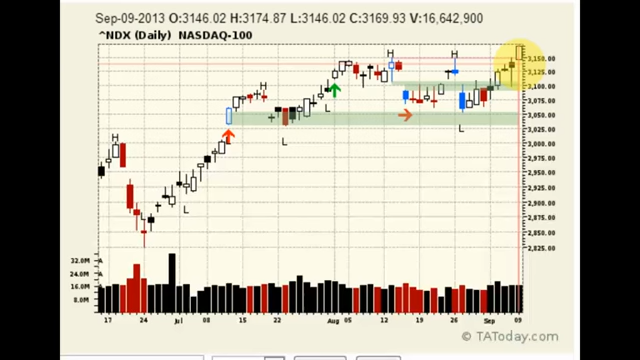 Sep-09-2013 O:3146.02 H:3174.87 L:3146.02 C:3169.93 V:16,642,900
^NDX (Daily) NASDAQ-100
H H H H
L L L L L
3,150.00
3,125.00
3,100.00
3,075.00
3,050.00
3,025.00
3,000.00
2,975.00
2,950.00
2,925.00
2,900.00
2,875.00
2,850.00
2,825.00
32.0M
24.0M
16.0M
17 24 Jul 08 15 22 Aug 05 12 19 26 Sep 09
© TAToday.com